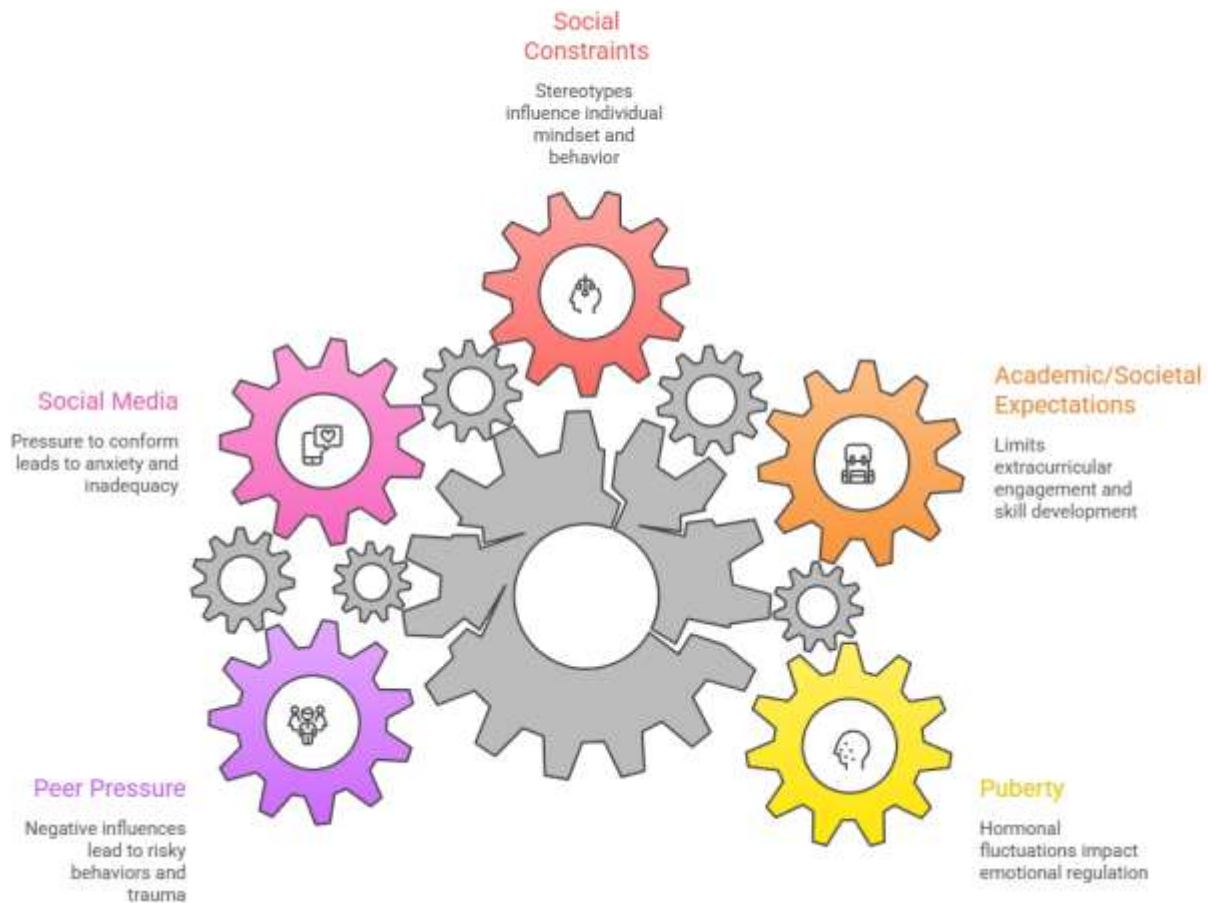 Social
Constraints
Stereotypes
influence individual
mindset and
behavior
Social Media
Pressure to conform
leads to anxiety and
inadequacy
Academic/Societal
Expectations
Limits
extracurricular
engagement and
skill development
Peer Pressure
Negative influences
lead to risky
behaviors and
trauma
Puberty
Hormonal
fluctuations impact
emotional regulation